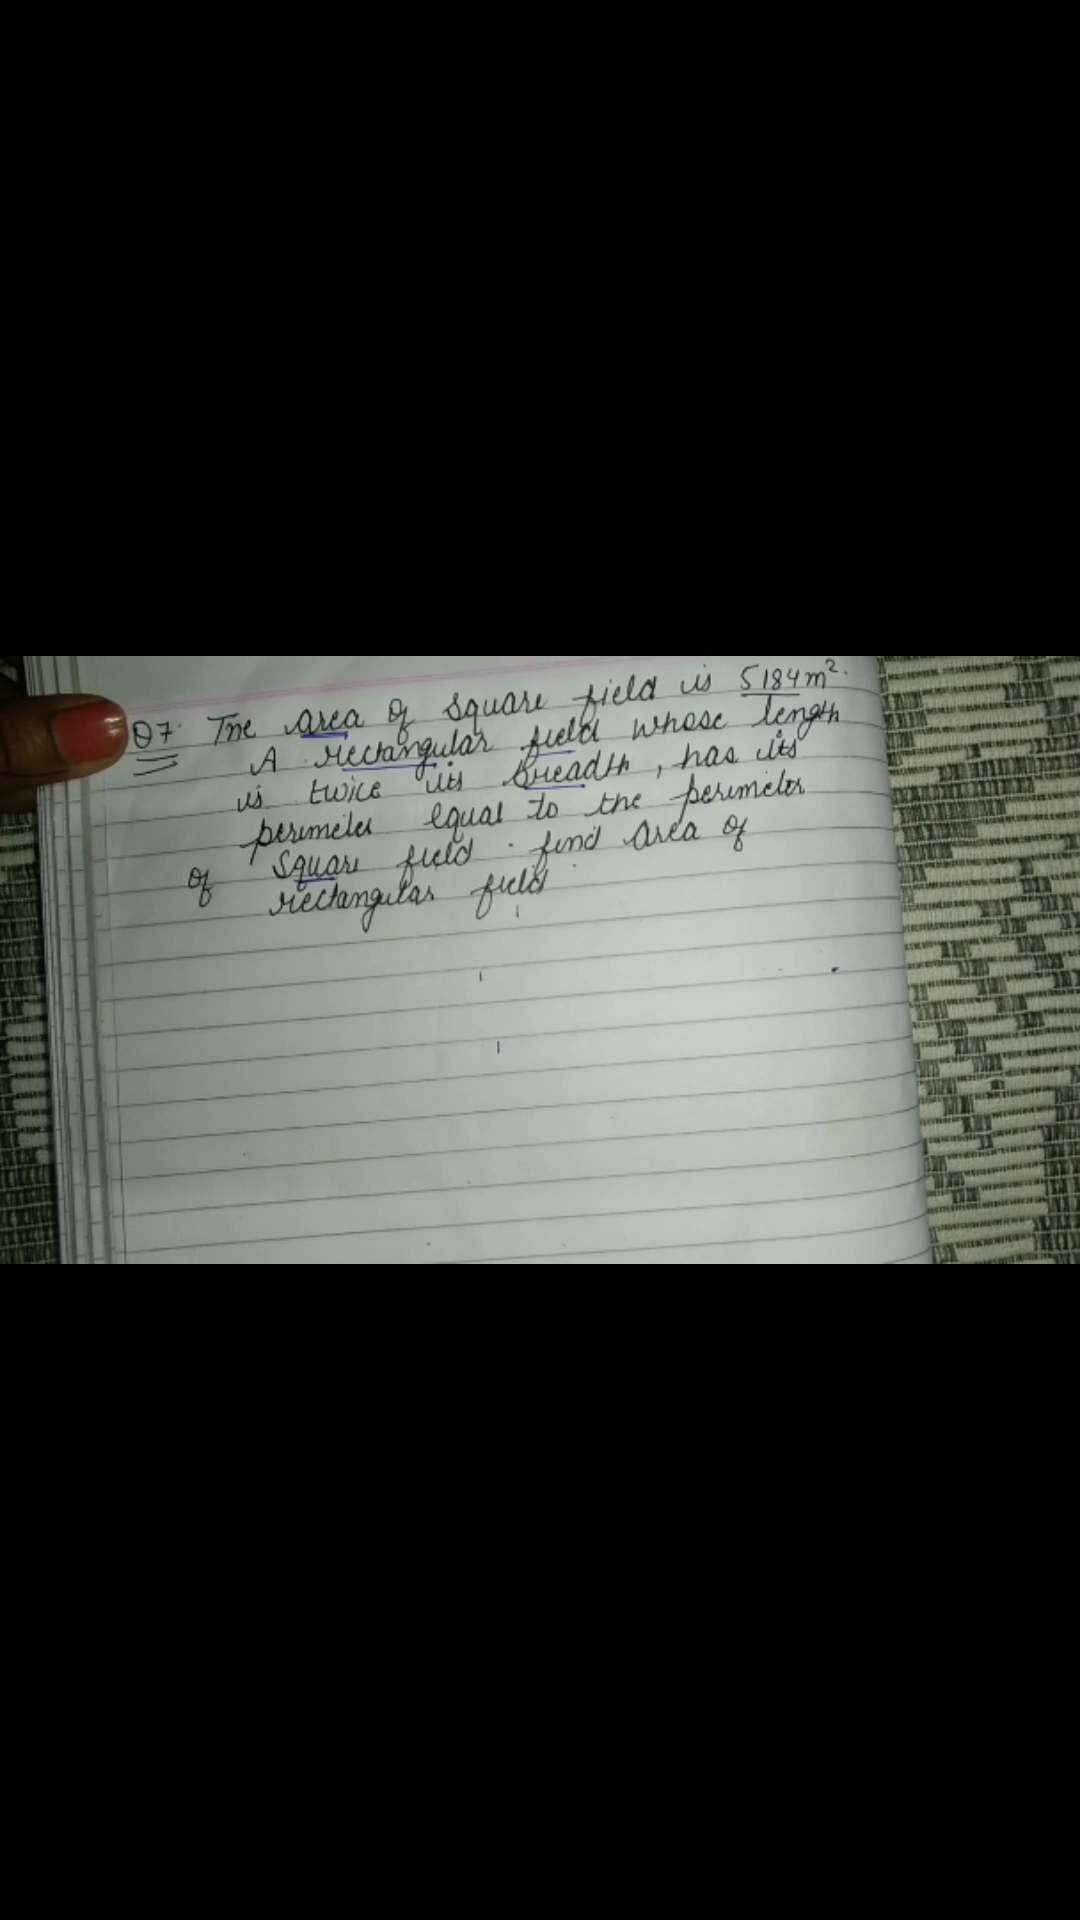 Q7. The area of square field is 5184m².
A rectangular field whose length
is twice its breadth, has its
perimeter equal to the perimeter
of square field. find area of
rectangular field